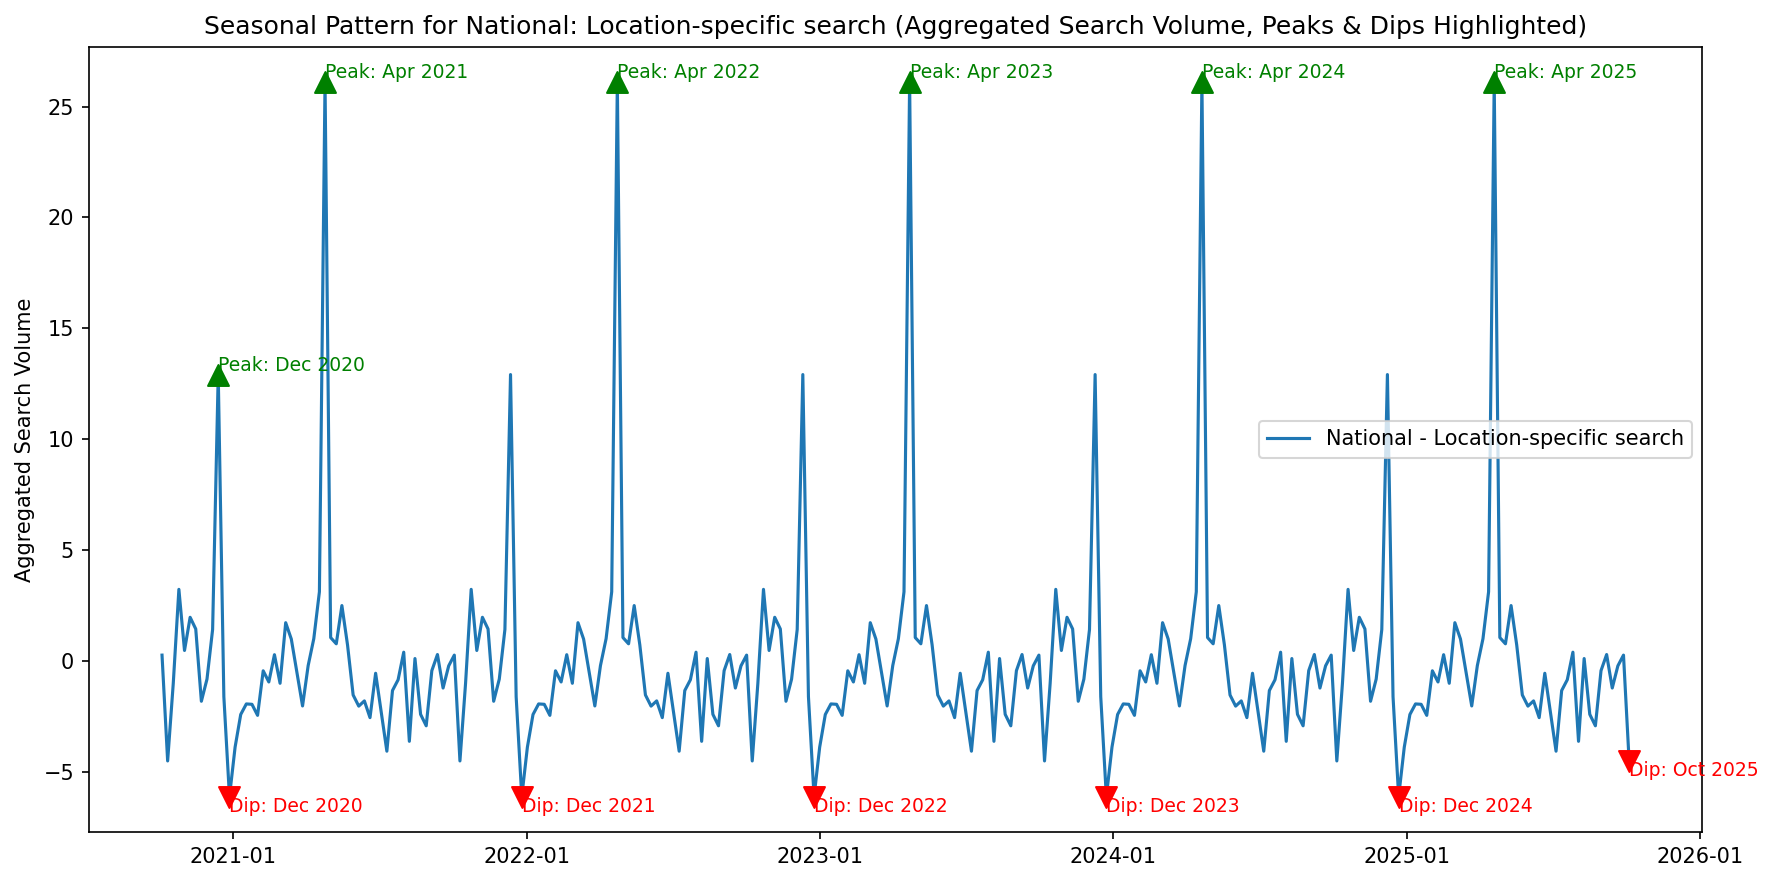 Seasonal Pattern for National: Location-specific search (Aggregated Search Volume, Peaks & Dips Highlighted)
Aggregated Search Volume
25
20
15
10
5
0
−5
Peak: Dec 2020
Peak: Apr 2021
Peak: Apr 2022
Peak: Apr 2023
Peak: Apr 2024
Peak: Apr 2025
National - Location-specific search
Dip: Dec 2020
Dip: Dec 2021
Dip: Dec 2022
Dip: Dec 2023
Dip: Dec 2024
Dip: Oct 2025
2021-01
2022-01
2023-01
2024-01
2025-01
2026-01